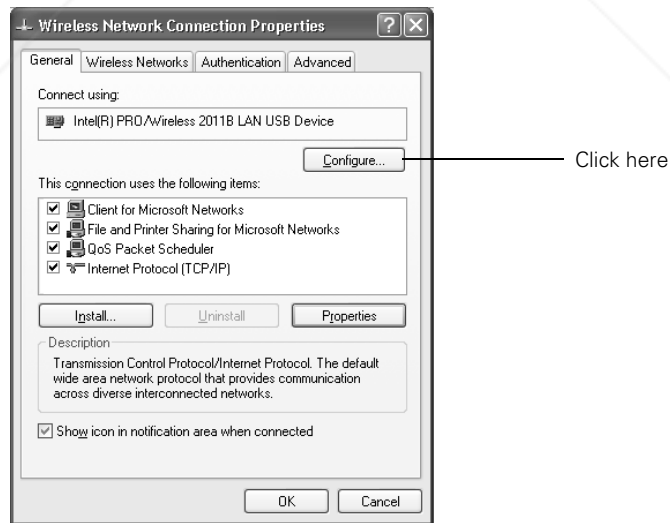 Wireless Network Connection Properties
General Wireless Networks Authentication Advanced
Connect using:
Intel(R) PRO/Wireless 2011B LAN USB Device
Configure...
Click here
This connection uses the following items:
Client for Microsoft Networks
File and Printer Sharing for Microsoft Networks
QoS Packet Scheduler
Internet Protocol (TCP/IP)
Install... Uninstall Properties
Description
Transmission Control Protocol/Internet Protocol. The default
wide area network protocol that provides communication
across diverse interconnected networks.
Show icon in notification area when connected
OK Cancel